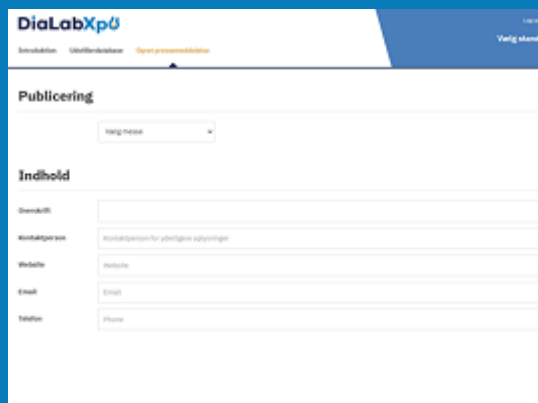 DiaLabXpo
Introduktion Udstillerdatabase Opret pressemeddelelse
Vælg stand
Publicering
Vælg messe
Indhold
Overskrift
Kontaktperson Kontaktperson for yderligere oplysninger
Website Website
Email Email
Telefon Phone